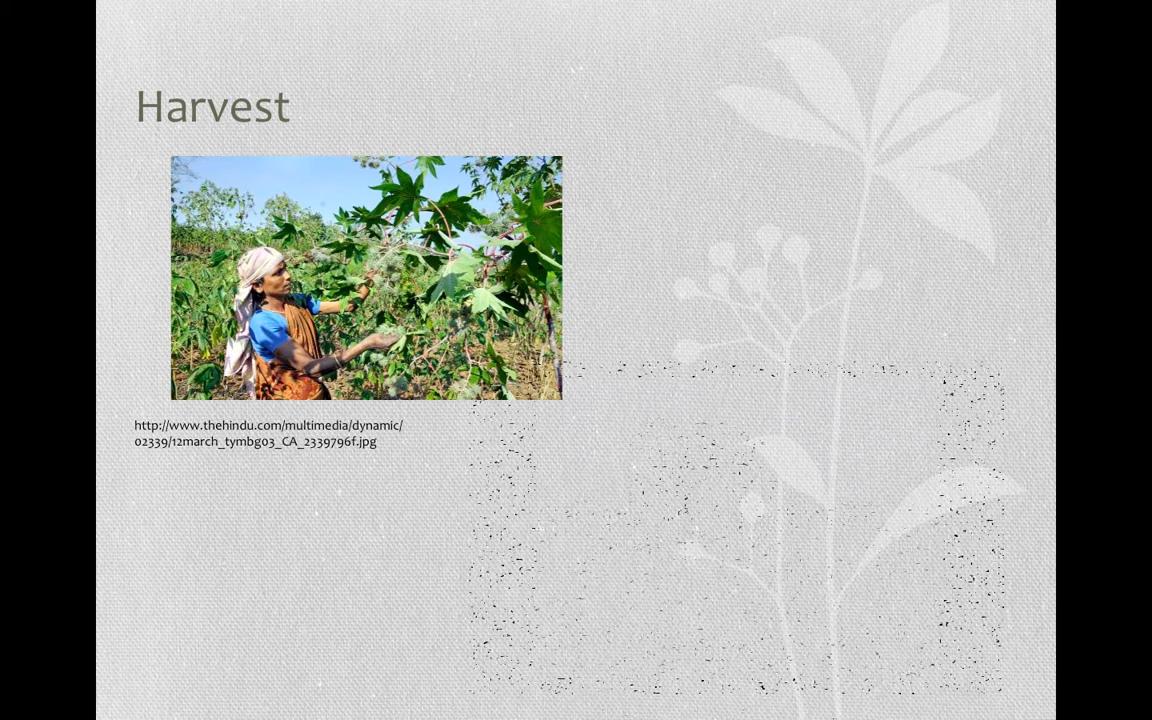 Harvest
http://www.thehindu.com/multimedia/dynamic/
02339/12march_tymbg03_CA_2339796f.jpg